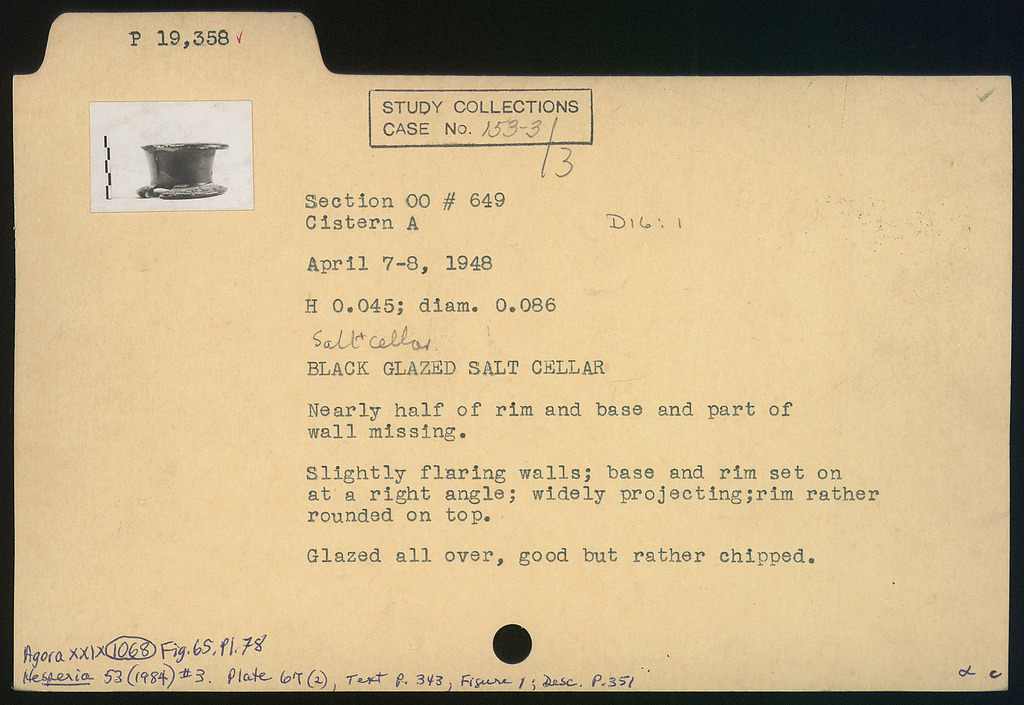 P 19,358 ✓
STUDY COLLECTIONS
CASE No. 153-3/3
Section OO # 649
Cistern A D16:1
April 7-8, 1948
H 0.045; diam. 0.086
Saltcellar
BLACK GLAZED SALT CELLAR
Nearly half of rim and base and part of
wall missing.
Slightly flaring walls; base and rim set on
at a right angle; widely projecting;rim rather
rounded on top.
Glazed all over, good but rather chipped.
Agora XXIX 1068 Fig. 65, Pl. 78
Hesperia 53 (1984) #3. Plate 67 (2), Text P. 343, Figure 1; Desc. P. 351
α c